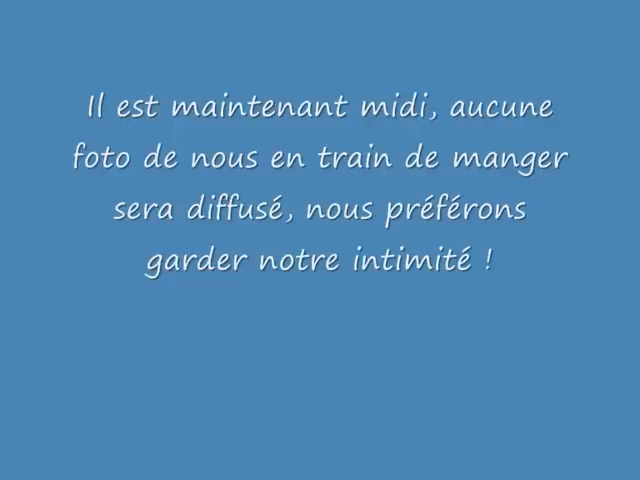 Il est maintenant midi, aucune
foto de nous en train de manger
sera diffusé, nous préférons
garder notre intimité !